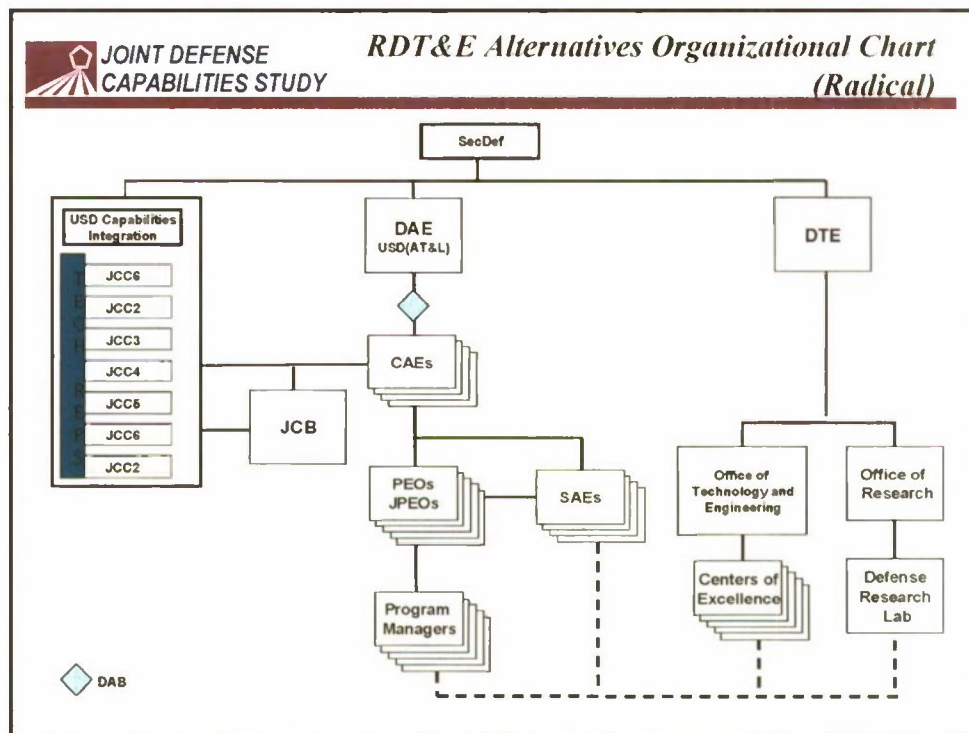 JOINT DEFENSE
CAPABILITIES STUDY
RDT&E Alternatives Organizational Chart
(Radical)
SecDef
USD Capabilities
Integration
TECH REPS
JCC6
JCC2
JCC3
JCC4
JCC5
JCC6
JCC2
DAE
USD(AT&L)
DTE
CAEs
JCB
PEOs
JPEOs
SAEs
Office of
Technology and
Engineering
Office of
Research
Program
Managers
Centers of
Excellence
Defense
Research
Lab
DAB